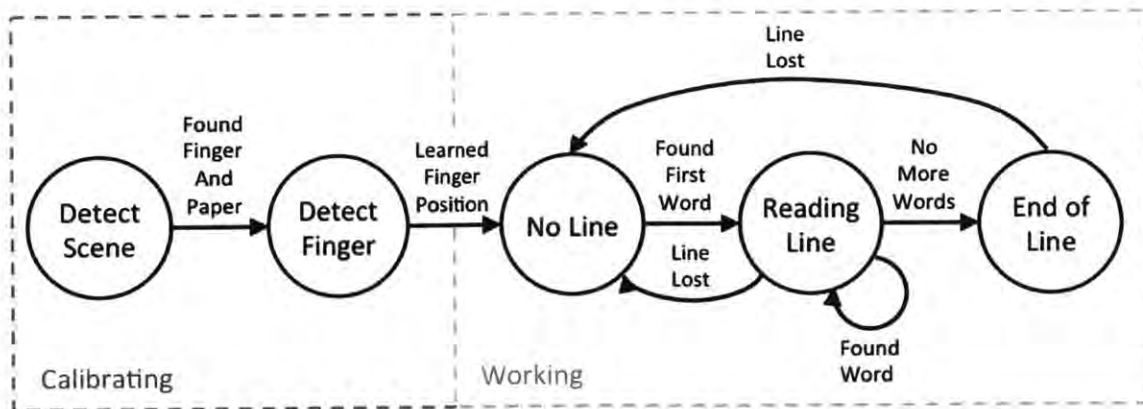 Line
Lost
Found
Finger
And
Paper
Learned
Finger
Position
Found
First
Word
No
More
Words
Detect
Scene
Detect
Finger
No Line
Reading
Line
End of
Line
Line
Lost
Found
Word
Calibrating
Working